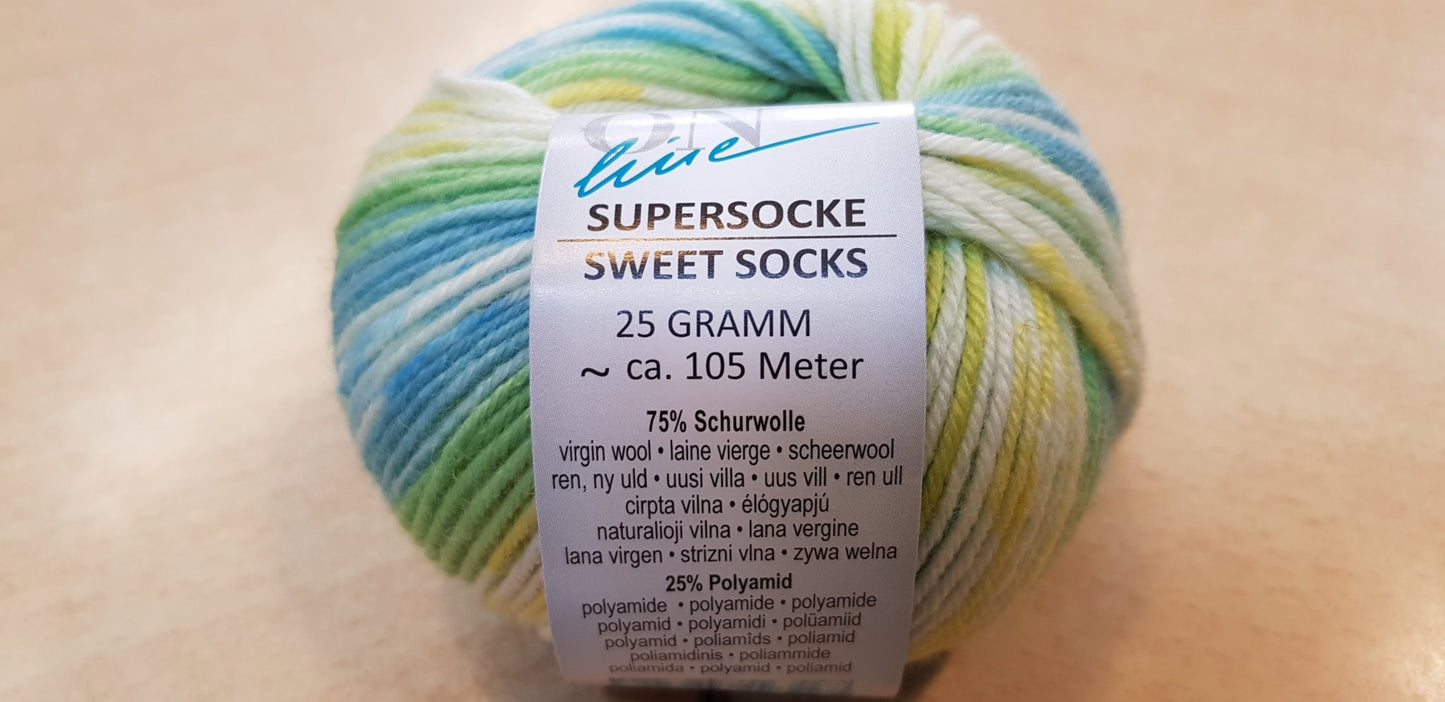 ON
line
SUPERSOCKE
SWEET SOCKS
25 GRAMM
~ ca. 105 Meter
75% Schurwolle
virgin wool • laine vierge • scheerwool
ren, ny uld • uusi villa • uus vill • ren ull
cirpta vilna • élógyapjú
naturalioji vilna • lana vergine
lana virgen • strizni vlna • zywa welna
25% Polyamid
polyamide • polyamide • polyamide
polyamid • polyamidi • polüamiid
polyamid • poliamîds • poliamid
poliamidinis • poliammide
poliamida • polyamid • poliamid